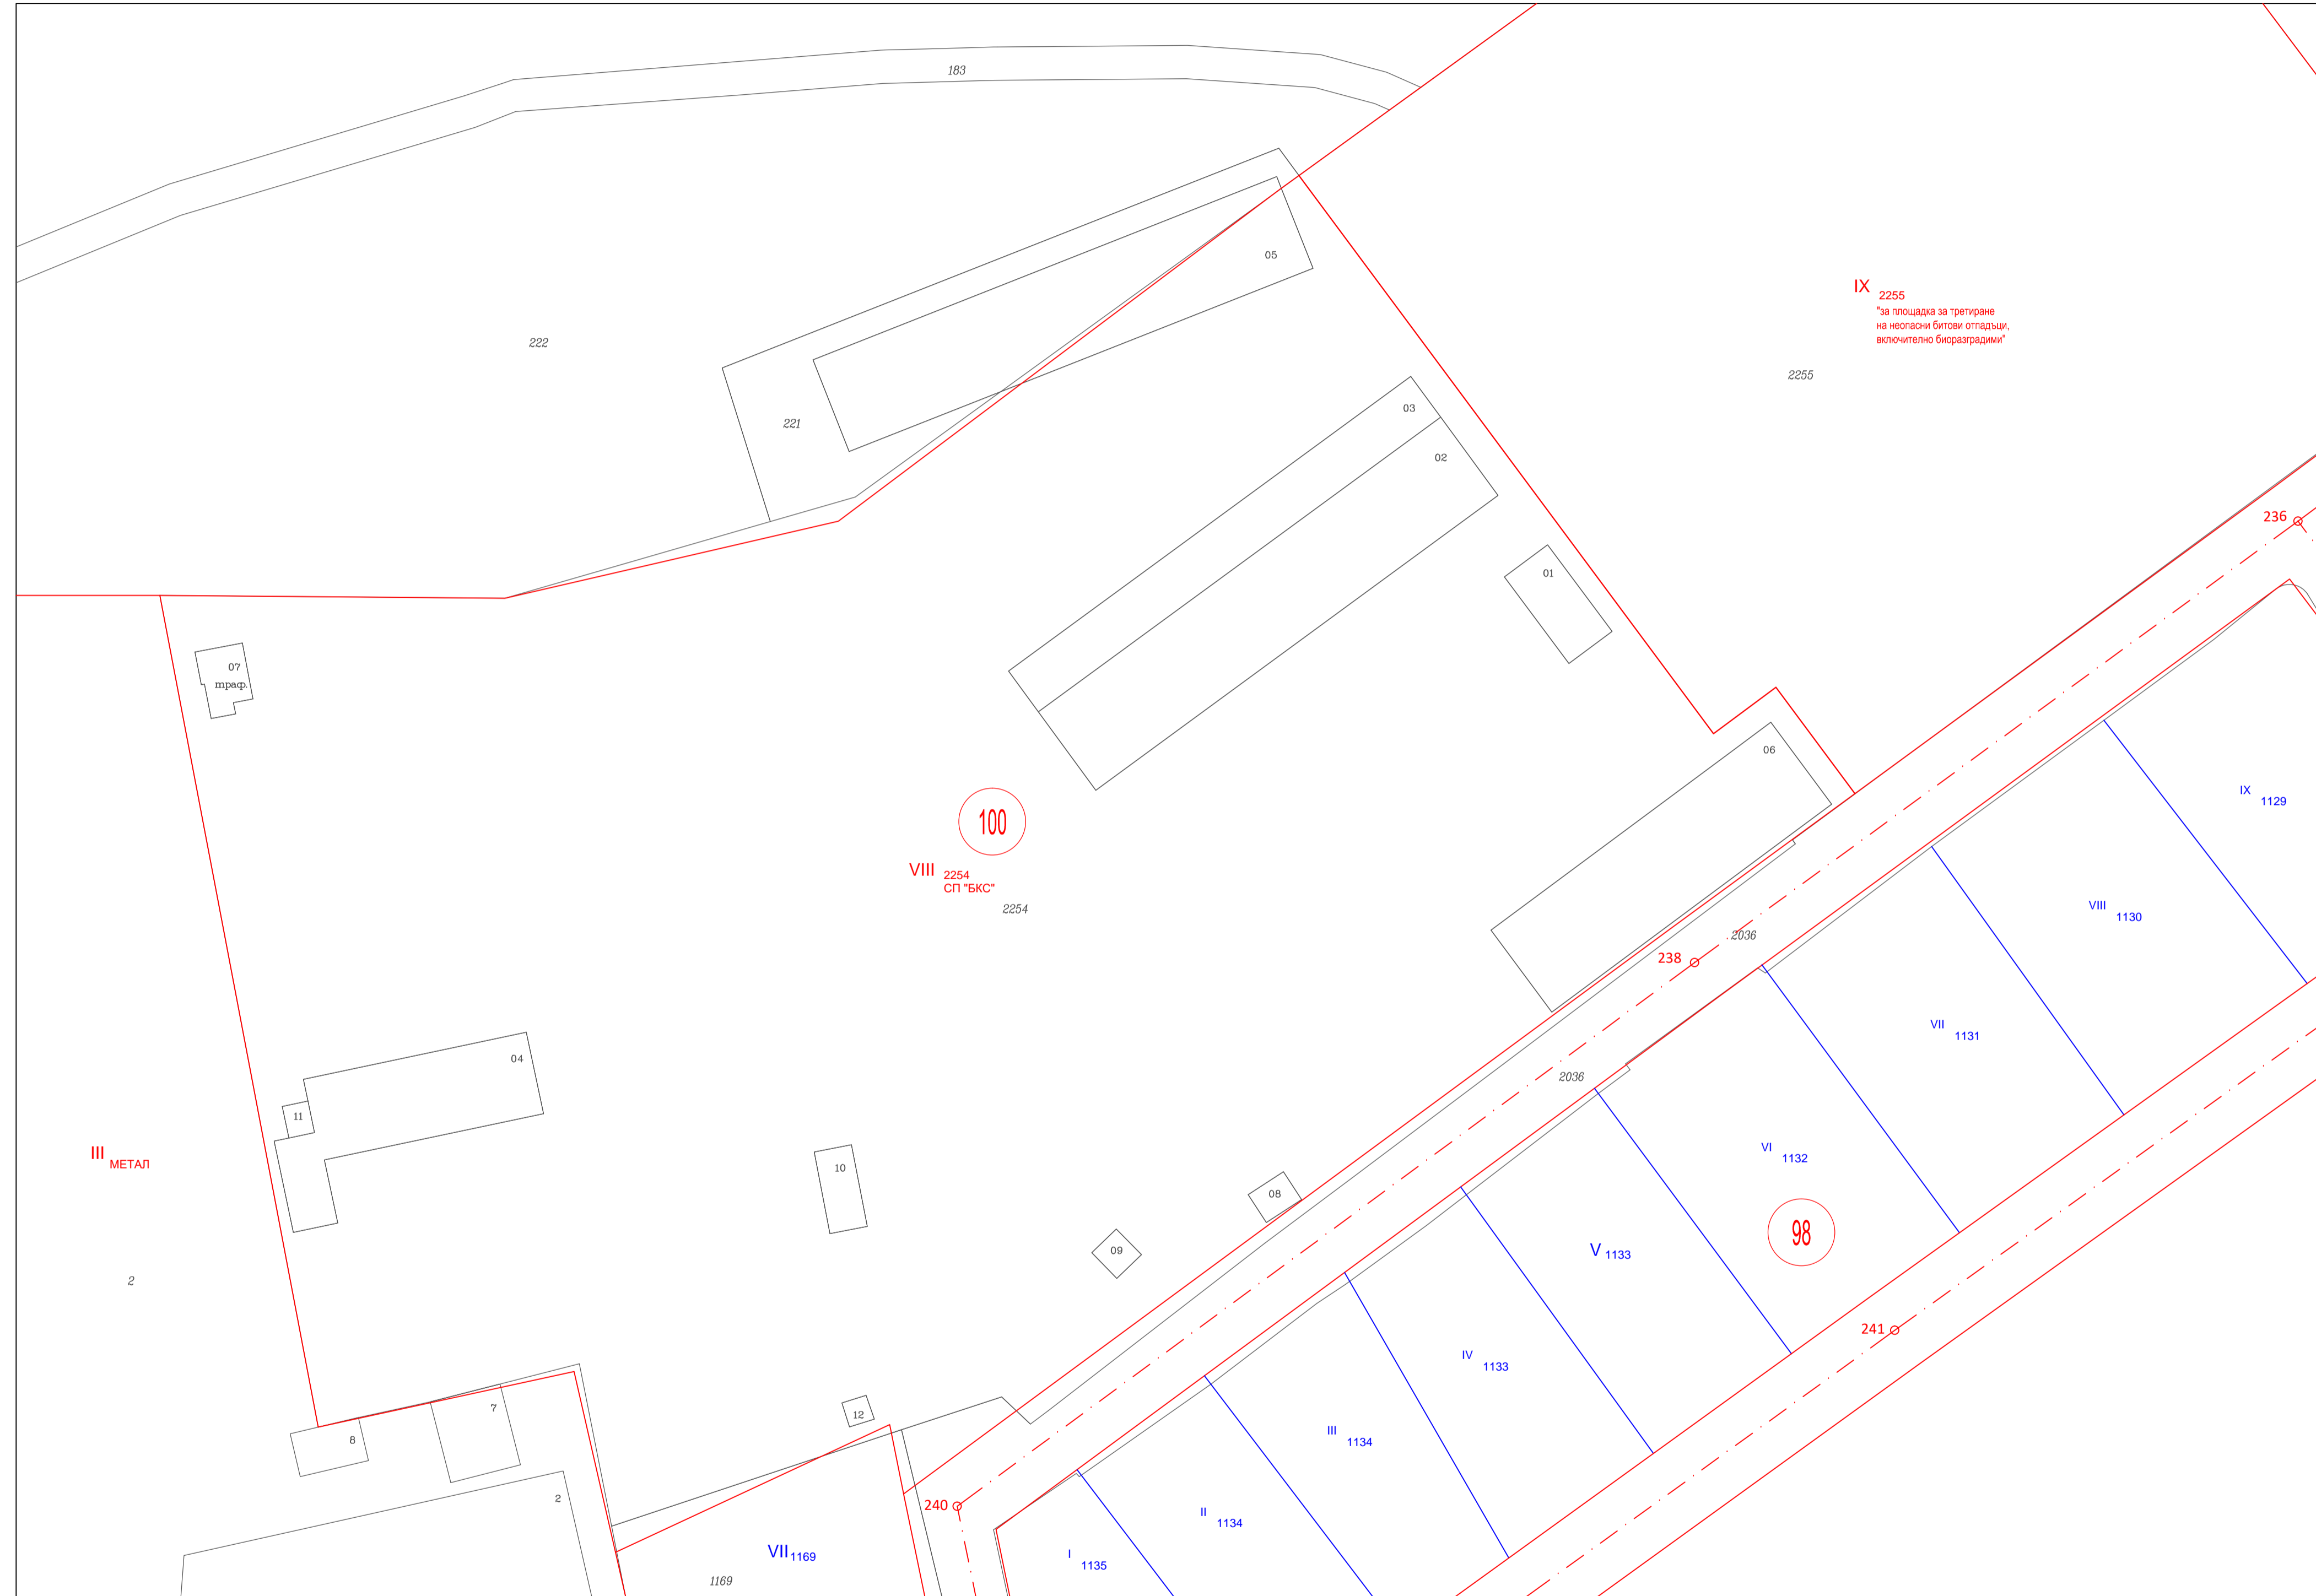 183
05
IX 2255
"за площадка за третиране
на неопасни битови отпадъци,
включително биоразградими"
222
2255
03
221
02
236
01
07
траф.
06
IX 1129
100
VIII 2254
СП "БКС"
2254
VIII 1130
2036
238
VII 1131
04
2036
11
III МЕТАЛ
VI 1132
10
08
98
09
V 1133
2
241
IV 1133
7
12
8
III 1134
2
240
II 1134
VII 1169
I 1135
1169